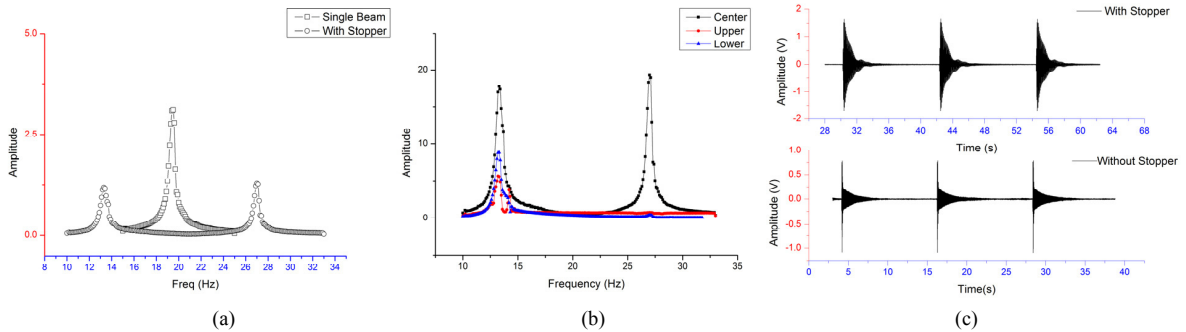 Single Beam
With Stopper
5.0
2.5
0.0
Amplitude
8 10 12 14 16 18 20 22 24 26 28 30 32 34
Freq (Hz)
(a)
Center
Upper
Lower
20
10
0
Amplitude
10 15 20 25 30 35
Frequency (Hz)
(b)
With Stopper
2
1
0
-1
-2
Amplitude (V)
28 32 36 40 44 48 52 56 60 64 68
Time (s)
Without Stopper
1.0
0.5
0.0
-0.5
-1.0
Amplitude (V)
0 5 10 15 20 25 30 35 40
Time(s)
(c)